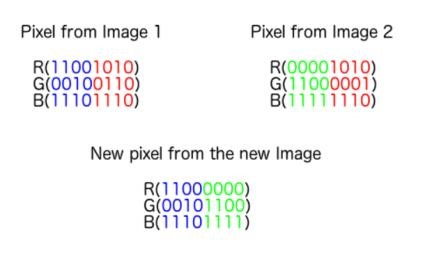 Pixel from Image 1
R(11001010)
G(00100110)
B(11101110)
Pixel from Image 2
R(00001010)
G(11000001)
B(11111110)
New pixel from the new Image
R(11000000)
G(00101100)
B(11101111)